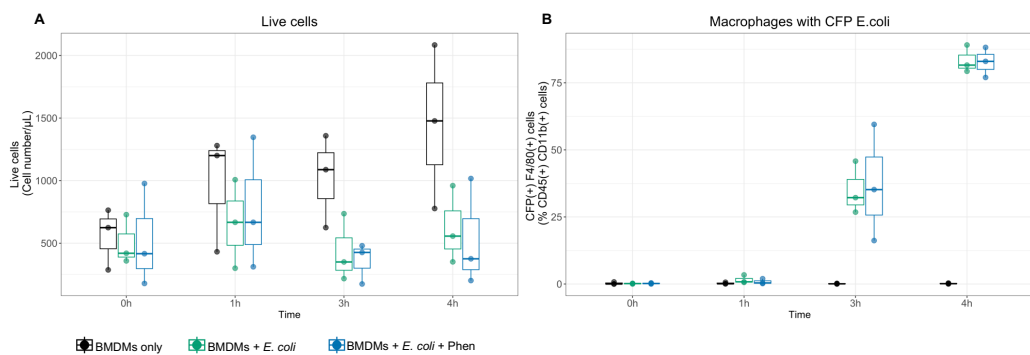 A
Live cells
Live cells
(Cell number/µL)
2000
1500
1000
500
0h
1h
3h
4h
Time
B
Macrophages with CFP E.coli
CFP(+) F4/80(+) cells
(% CD45(+) CD11b(+) cells)
75
50
25
0
0h
1h
3h
4h
Time
BMDMs only
BMDMs + E. coli
BMDMs + E. coli + Phen